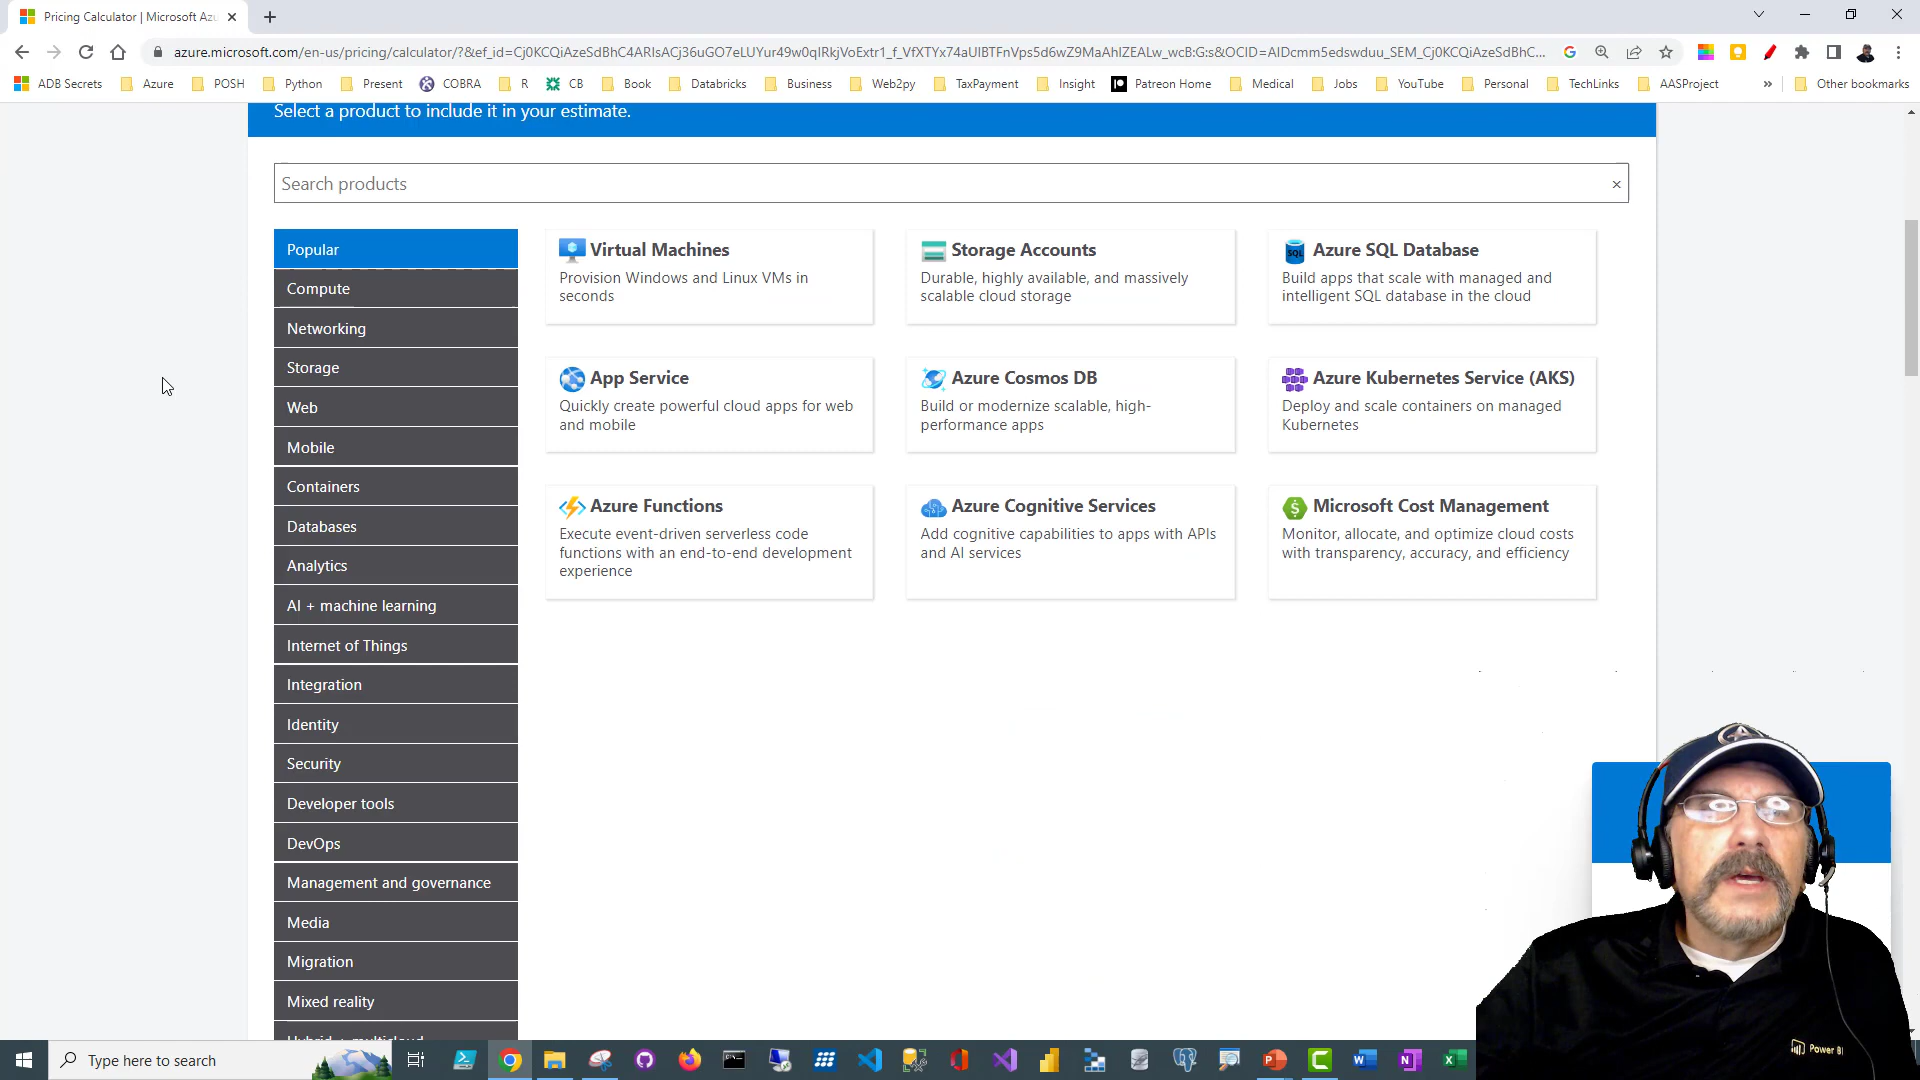 Pricing Calculator | Microsoft Azu
azure.microsoft.com/en-us/pricing/calculator/?&ef_id=Cj0KCQiAzeSdBhC4ARIsACj36uGO7eLUYur49w0qIRkjVoExtr1_f_VfXTYx74aUIBTFnVps5d6wZ9MaAhIZEALw_wcB:G:s&OCID=AIDcmm5edswduu_SEM_Cj0KCQiAzeSdBhC...
ADB Secrets
Azure
POSH
Python
Present
COBRA
R
CB
Book
Databricks
Business
Web2py
TaxPayment
Insight
Patreon Home
Medical
Jobs
YouTube
Personal
TechLinks
AASProject
»
Other bookmarks
Select a product to include it in your estimate.
Search products
Popular
Compute
Networking
Storage
Web
Mobile
Containers
Databases
Analytics
AI + machine learning
Internet of Things
Integration
Identity
Security
Developer tools
DevOps
Management and governance
Media
Migration
Mixed reality
Hybrid + multicloud
Virtual Machines
Provision Windows and Linux VMs in
seconds
Storage Accounts
Durable, highly available, and massively
scalable cloud storage
SQL
Azure SQL Database
Build apps that scale with managed and
intelligent SQL database in the cloud
App Service
Quickly create powerful cloud apps for web
and mobile
Azure Cosmos DB
Build or modernize scalable, high-
performance apps
Azure Kubernetes Service (AKS)
Deploy and scale containers on managed
Kubernetes
Azure Functions
Execute event-driven serverless code
functions with an end-to-end development
experience
Azure Cognitive Services
Add cognitive capabilities to apps with APIs
and AI services
Microsoft Cost Management
Monitor, allocate, and optimize cloud costs
with transparency, accuracy, and efficiency
Power BI
Type here to search